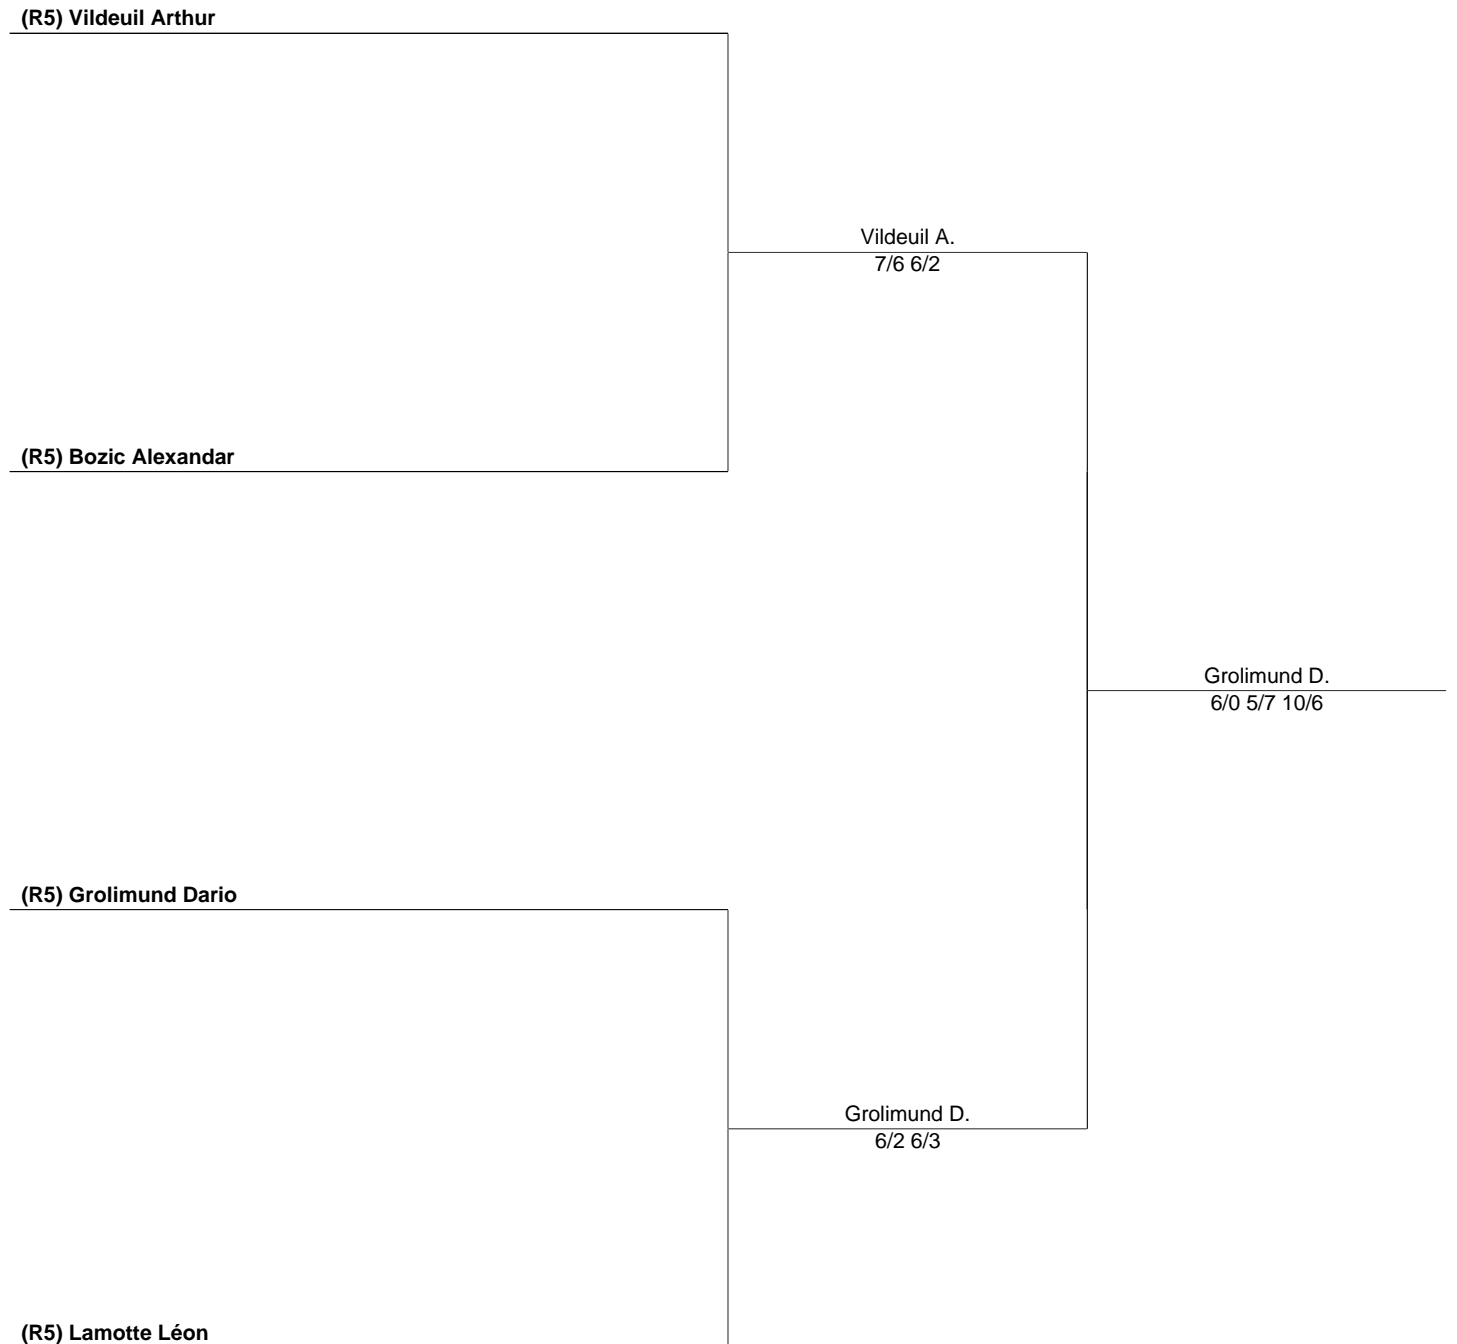 (R5) Vildeuil Arthur
Vildeuil A.
7/6 6/2
(R5) Bozic Alexandar
Grolimund D.
6/0 5/7 10/6
(R5) Grolimund Dario
Grolimund D.
6/2 6/3
(R5) Lamotte Léon